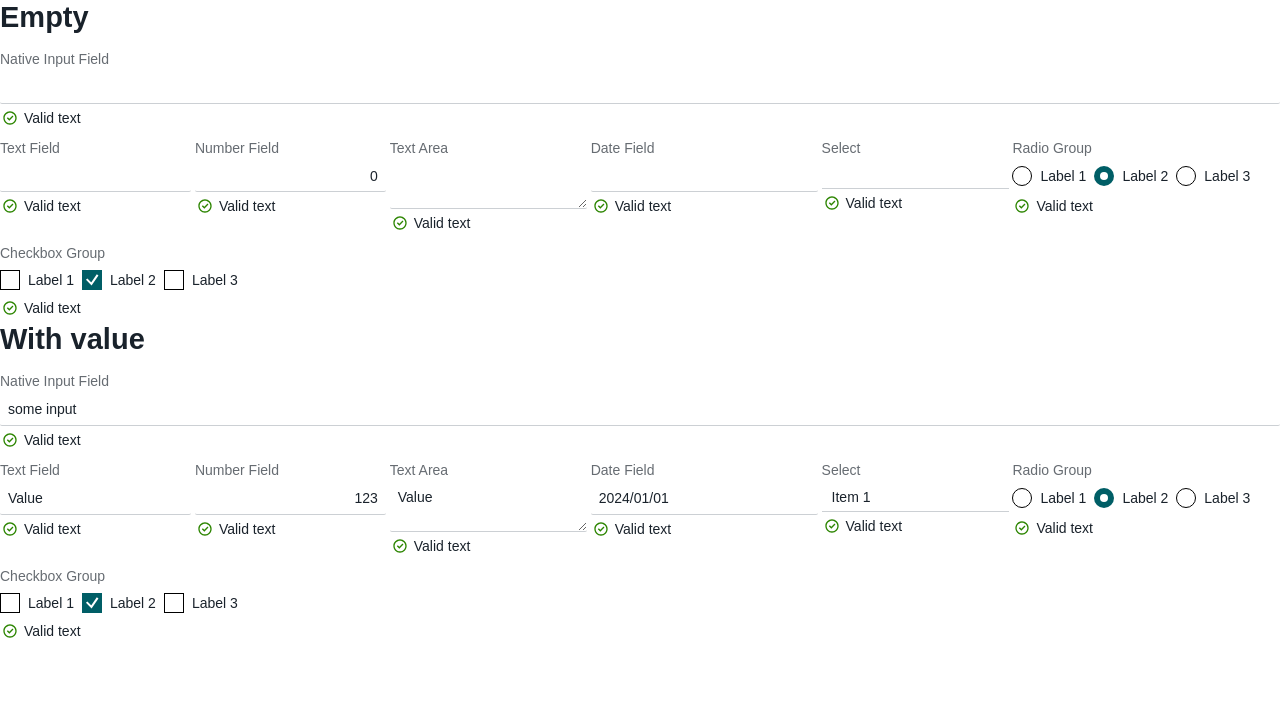 Empty
Native Input Field
Valid text
Text Field Number Field Text Area Date Field Select Radio Group
0 Label 1 Label 2 Label 3
Valid text Valid text Valid text Valid text Valid text Valid text
Checkbox Group
Label 1 Label 2 Label 3
Valid text
With value
Native Input Field
some input
Valid text
Text Field Number Field Text Area Date Field Select Radio Group
Value 123 Value 2024/01/01 Item 1 Label 1 Label 2 Label 3
Valid text Valid text Valid text Valid text Valid text Valid text
Checkbox Group
Label 1 Label 2 Label 3
Valid text